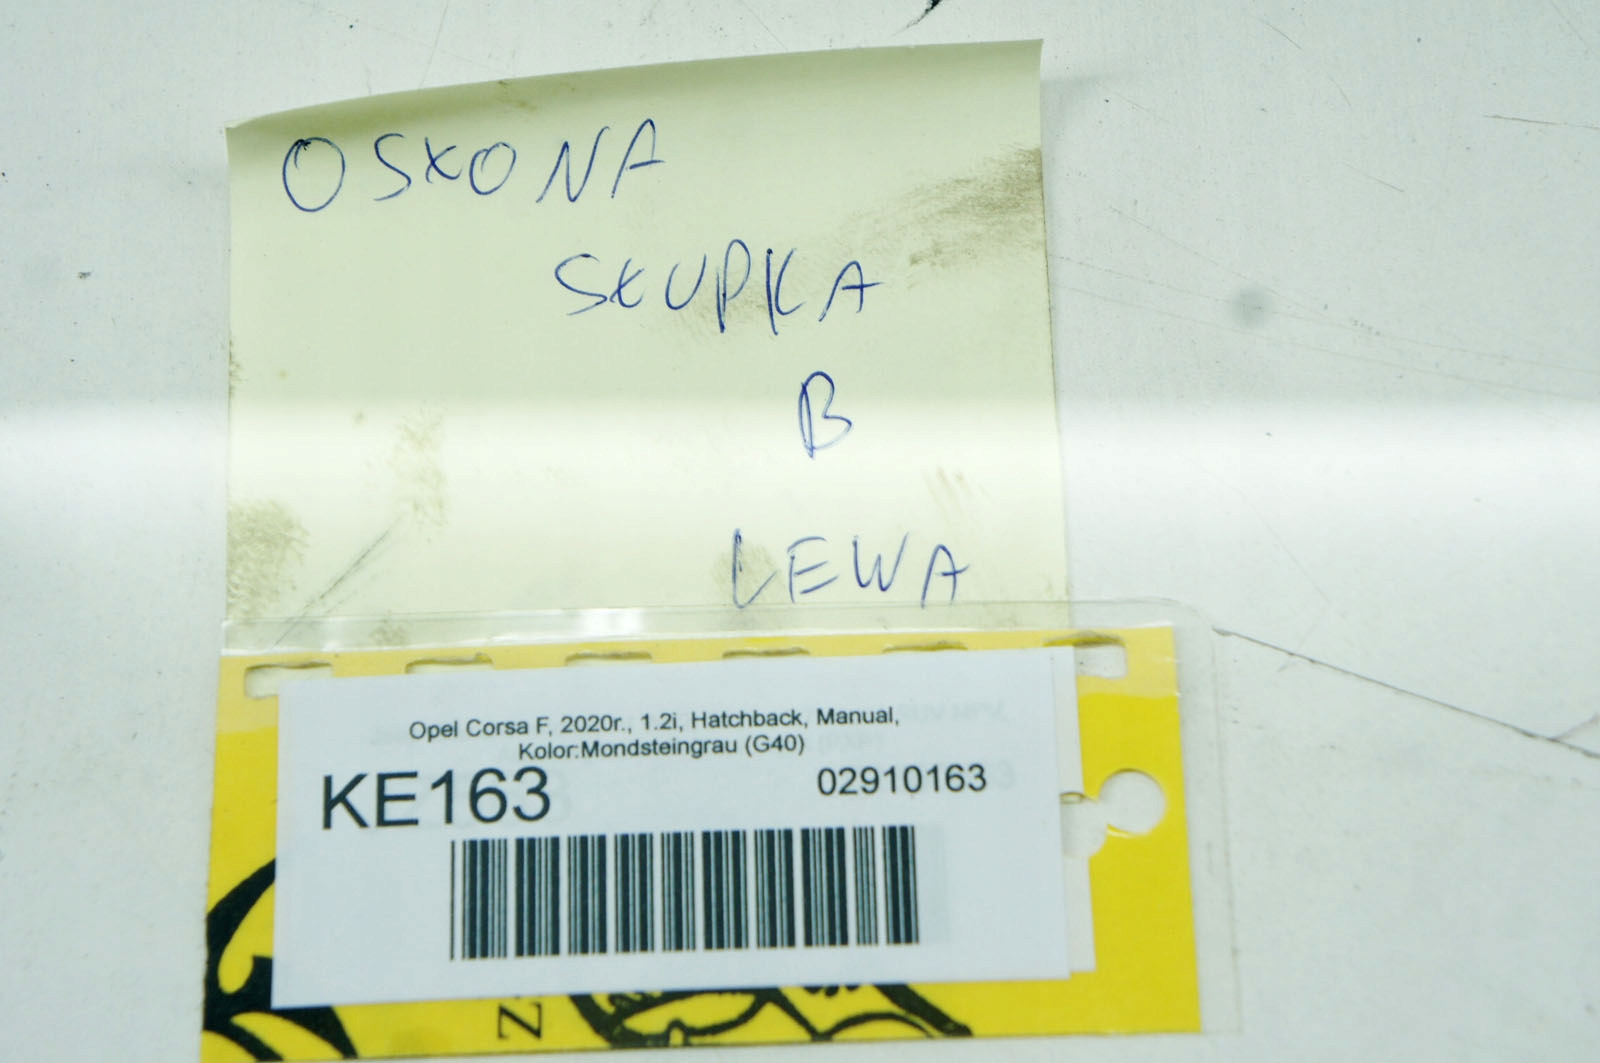 OSŁONA
SŁUPKA
B
LEWA
Opel Corsa F, 2020r., 1.2i, Hatchback, Manual,
Kolor:Mondsteingrau (G40)
KE163 02910163